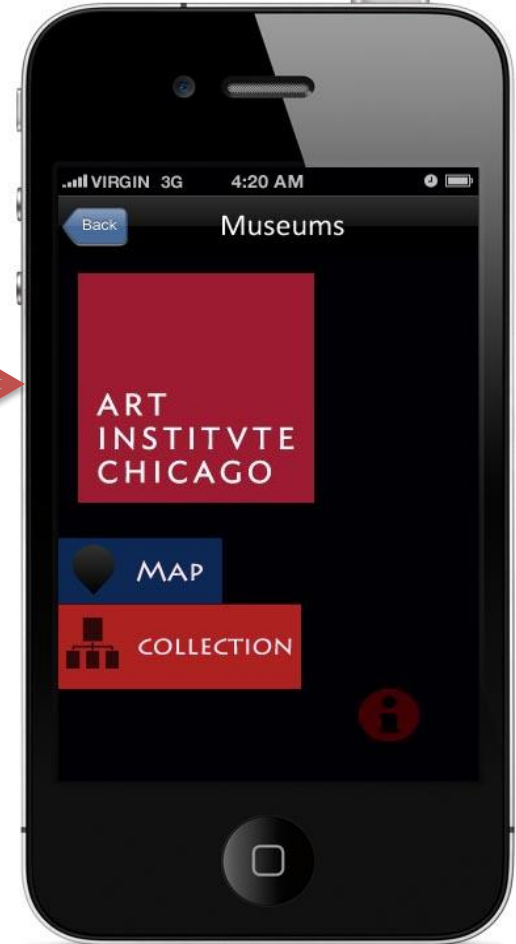 VIRGIN 3G 4:20 AM
Back Museums
ART
INSTITVTE
CHICAGO
MAP
COLLECTION